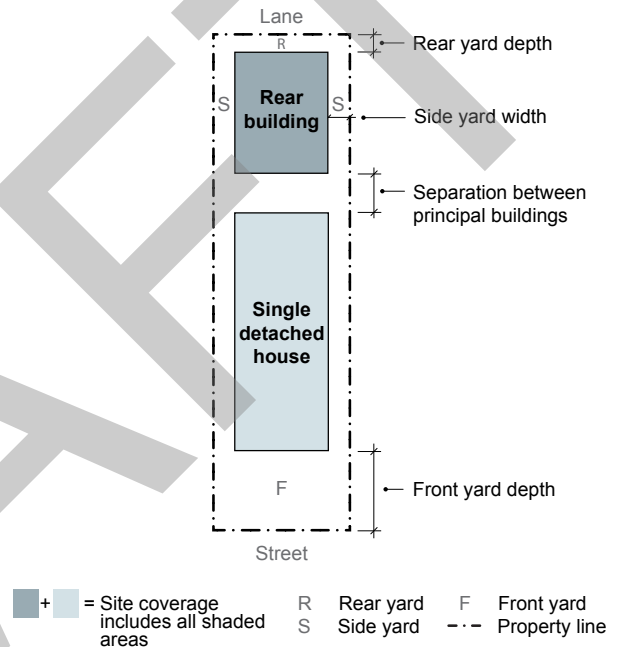 Lane
R
Rear yard depth
S
Rear
building
S
Side yard width
Separation between
principal buildings
Single
detached
house
F
Front yard depth
Street
+ = Site coverage
includes all shaded
areas
R Rear yard
S Side yard
F Front yard
Property line